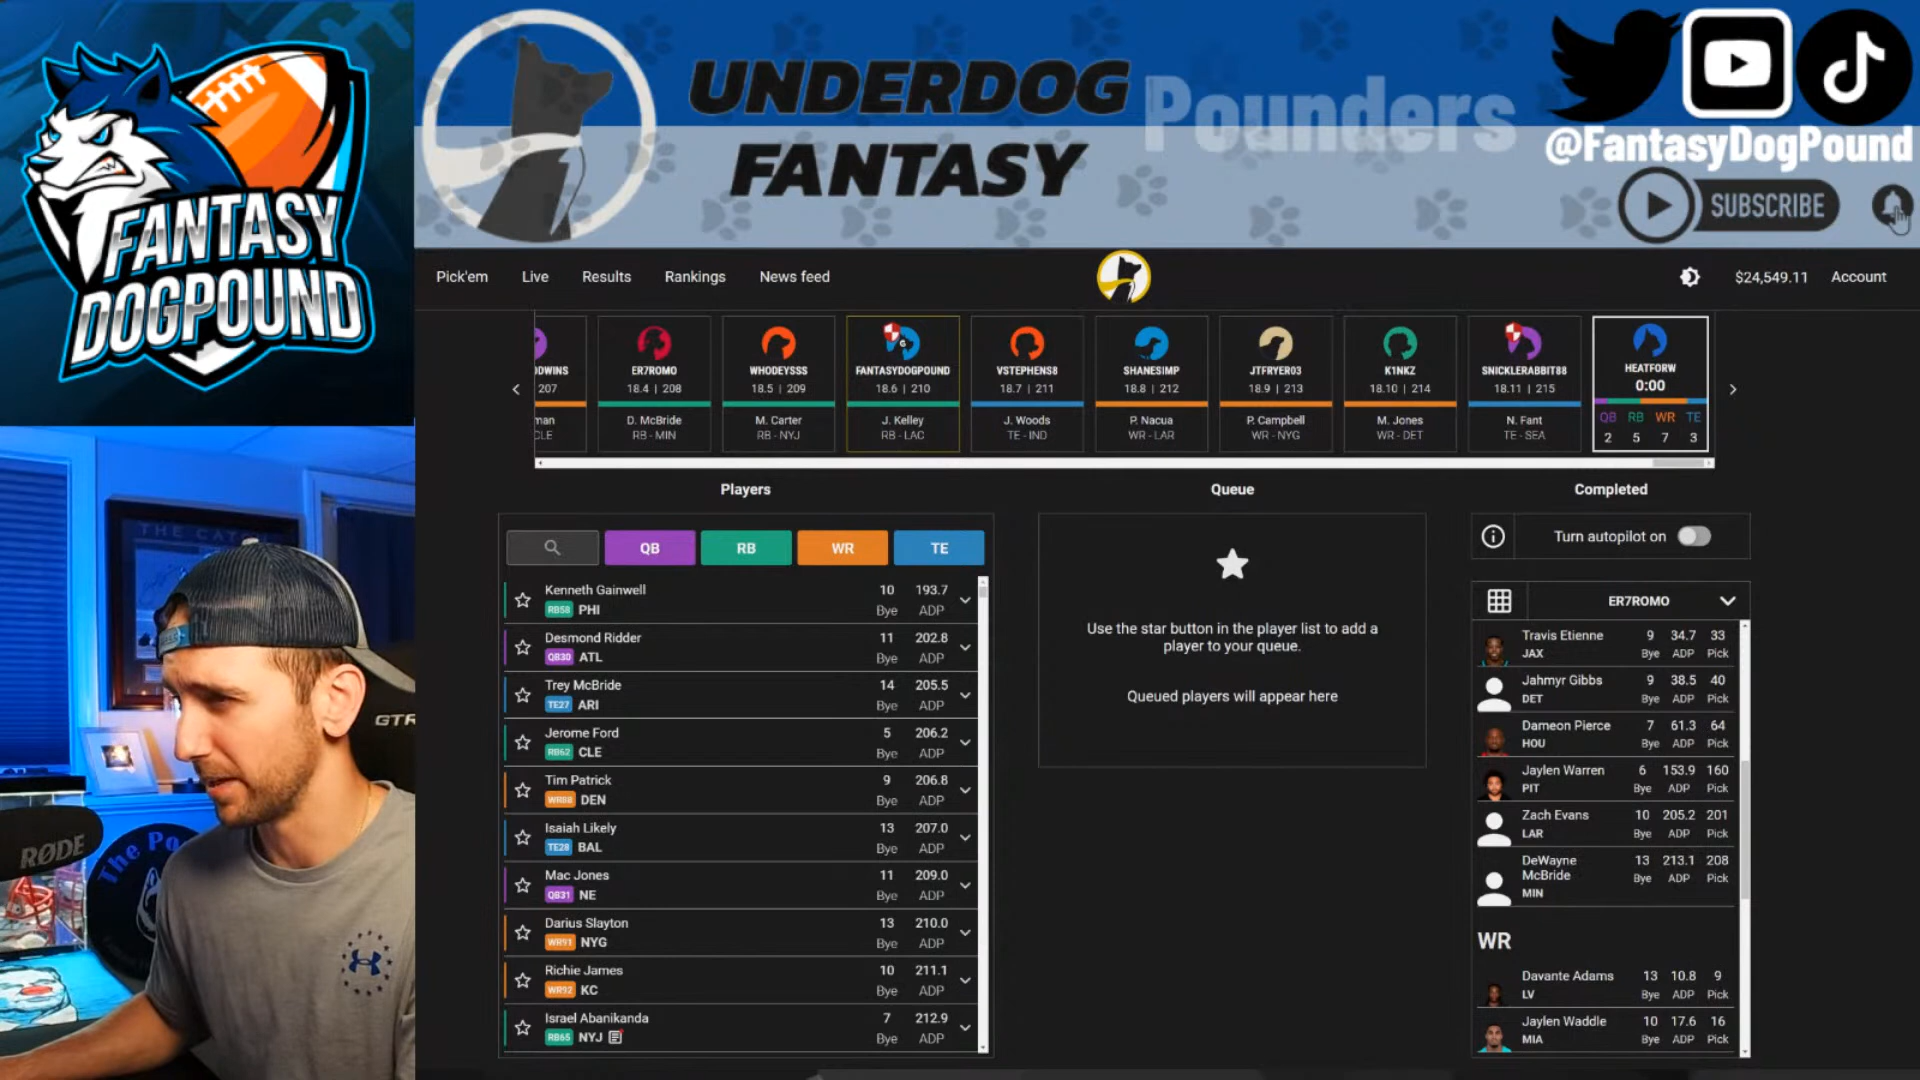 FANTASY
DOGPOUND
UNDERDOG
FANTASY
Pounders
@FantasyDogPound
SUBSCRIBE
Pick'em
Live
Results
Rankings
News feed
$24,549.11
Account
DWINS
207
man
CLE
ER7ROMO
18.4 | 208
D. McBride
RB - MIN
WHODEYSSS
18.5 | 209
M. Carter
RB - NYJ
FANTASYDOGPOUND
18.6 | 210
J. Kelley
RB - LAC
VSTEPHENS8
18.7 | 211
J. Woods
TE - IND
SHANESIMP
18.8 | 212
P. Nacua
WR - LAR
JTFRYER03
18.9 | 213
P. Campbell
WR - NYG
K1NKZ
18.10 | 214
M. Jones
WR - DET
SNICKLERABBIT88
18.11 | 215
N. Fant
TE - SEA
HEATFORW
0:00
QB RB WR TE
2 5 7 3
Players
Queue
Completed
QB
RB
WR
TE
Kenneth Gainwell 10 193.7
RB58 PHI Bye ADP
Desmond Ridder 11 202.8
QB30 ATL Bye ADP
Trey McBride 14 205.5
TE27 ARI Bye ADP
Jerome Ford 5 206.2
RB62 CLE Bye ADP
Tim Patrick 9 206.8
WR88 DEN Bye ADP
Isaiah Likely 13 207.0
TE28 BAL Bye ADP
Mac Jones 11 209.0
QB31 NE Bye ADP
Darius Slayton 13 210.0
WR91 NYG Bye ADP
Richie James 10 211.1
WR92 KC Bye ADP
Israel Abanikanda 7 212.9
RB65 NYJ Bye ADP
Use the star button in the player list to add a
player to your queue.
Queued players will appear here
Turn autopilot on
ER7ROMO
Travis Etienne 9 34.7 33
JAX Bye ADP Pick
Jahmyr Gibbs 9 38.5 40
DET Bye ADP Pick
Dameon Pierce 7 61.3 64
HOU Bye ADP Pick
Jaylen Warren 6 153.9 160
PIT Bye ADP Pick
Zach Evans 10 205.2 201
LAR Bye ADP Pick
DeWayne 13 213.1 208
McBride Bye ADP Pick
MIN
WR
Davante Adams 13 10.8 9
LV Bye ADP Pick
Jaylen Waddle 10 17.6 16
MIA Bye ADP Pick
THE CATC
GTR
RØDE
The Po